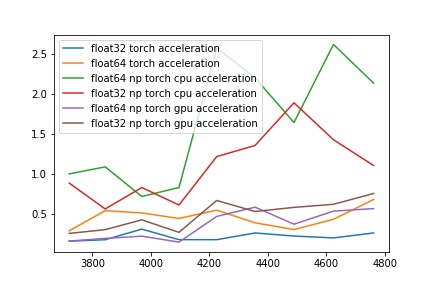 float32 torch acceleration
float64 torch acceleration
float64 np torch cpu acceleration
float32 np torch cpu acceleration
float64 np torch gpu acceleration
float32 np torch gpu acceleration
2.5
2.0
1.5
1.0
0.5
3800 4000 4200 4400 4600 4800